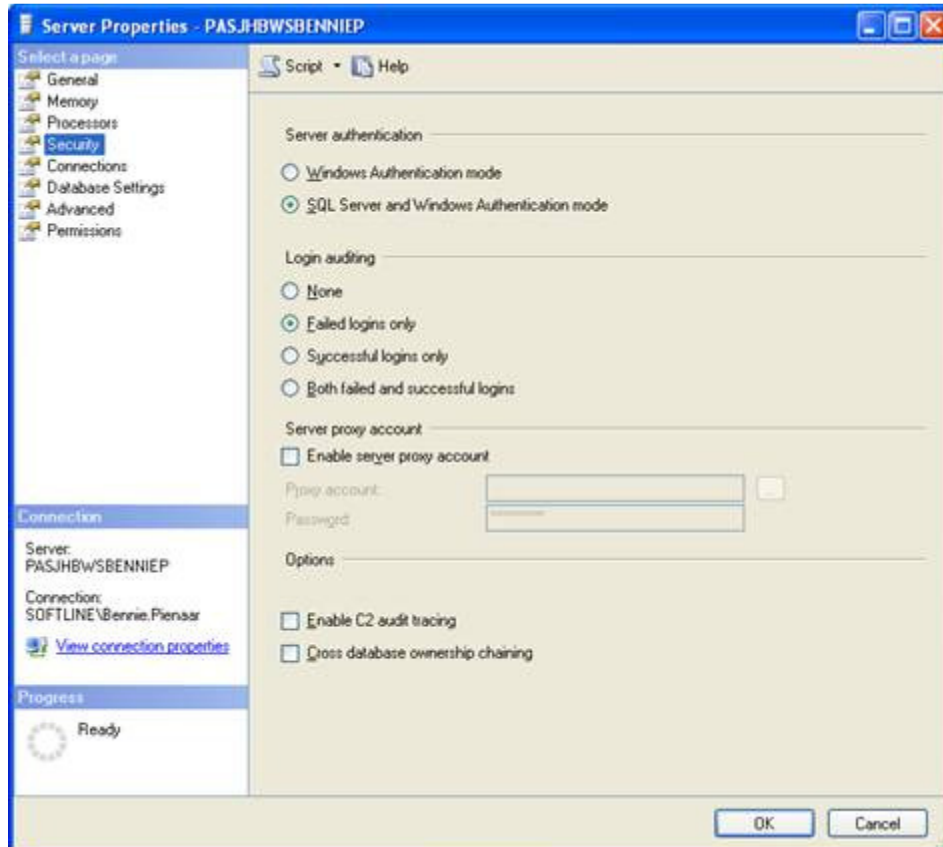 Server Properties - PASJHBWSBENNIEP
Select a page
General
Memory
Processors
Security
Connections
Database Settings
Advanced
Permissions
Script
Help
Server authentication
Windows Authentication mode
SQL Server and Windows Authentication mode
Login auditing
None
Failed logins only
Successful logins only
Both failed and successful logins
Server proxy account
Enable server proxy account
Proxy account:
...
Password:
Options
Enable C2 audit tracing
Cross database ownership chaining
Connection
Server:
PASJHBWSBENNIEP
Connection:
SOFTLINE\Bennie.Pienaar
View connection properties
Progress
Ready
OK
Cancel